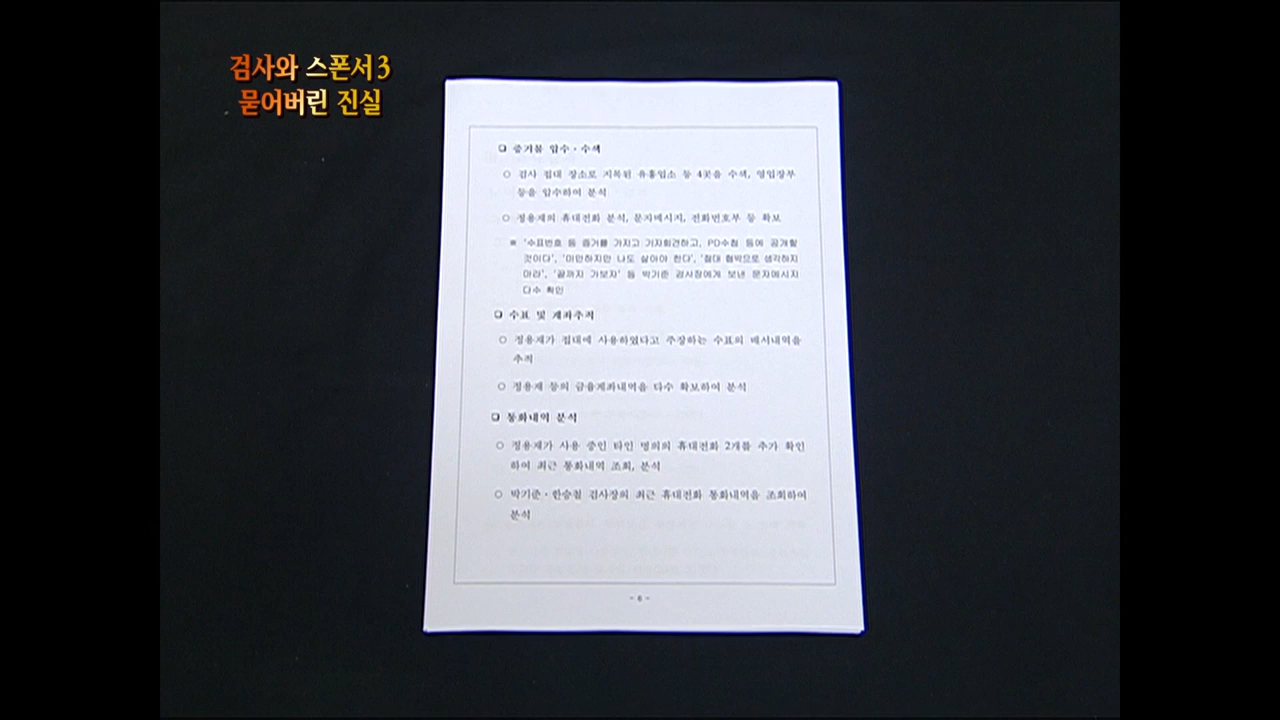 검사와 스폰서3
묻어버린 진실
❏ 증거물 압수·수색
○ 검사 접대 장소로 지목된 유흥업소 등 4곳을 수색, 영업장부
등을 압수하여 분석
○ 정용재의 휴대전화 분석, 문자메시지, 전화번호부 등 확보
※ '수표번호 등 증거를 가지고 기자회견하고, PD수첩 등에 공개할
것이다', '미안하지만 나도 살아야 한다', '절대 협박으로 생각하지
마라', '끝까지 가보자' 등 박기준 검사장에게 보낸 문자메시지
다수 확인
❏ 수표 및 계좌추적
○ 정용재가 접대에 사용하였다고 주장하는 수표의 배서내역을
추적
○ 정용재 등의 금융계좌내역을 다수 확보하여 분석
❏ 통화내역 분석
○ 정용재가 사용 중인 타인 명의의 휴대전화 2개를 추가 확인
하여 최근 통화내역 조회, 분석
○ 박기준·한승철 검사장의 최근 휴대전화 통화내역을 조회하여
분석
- 6 -